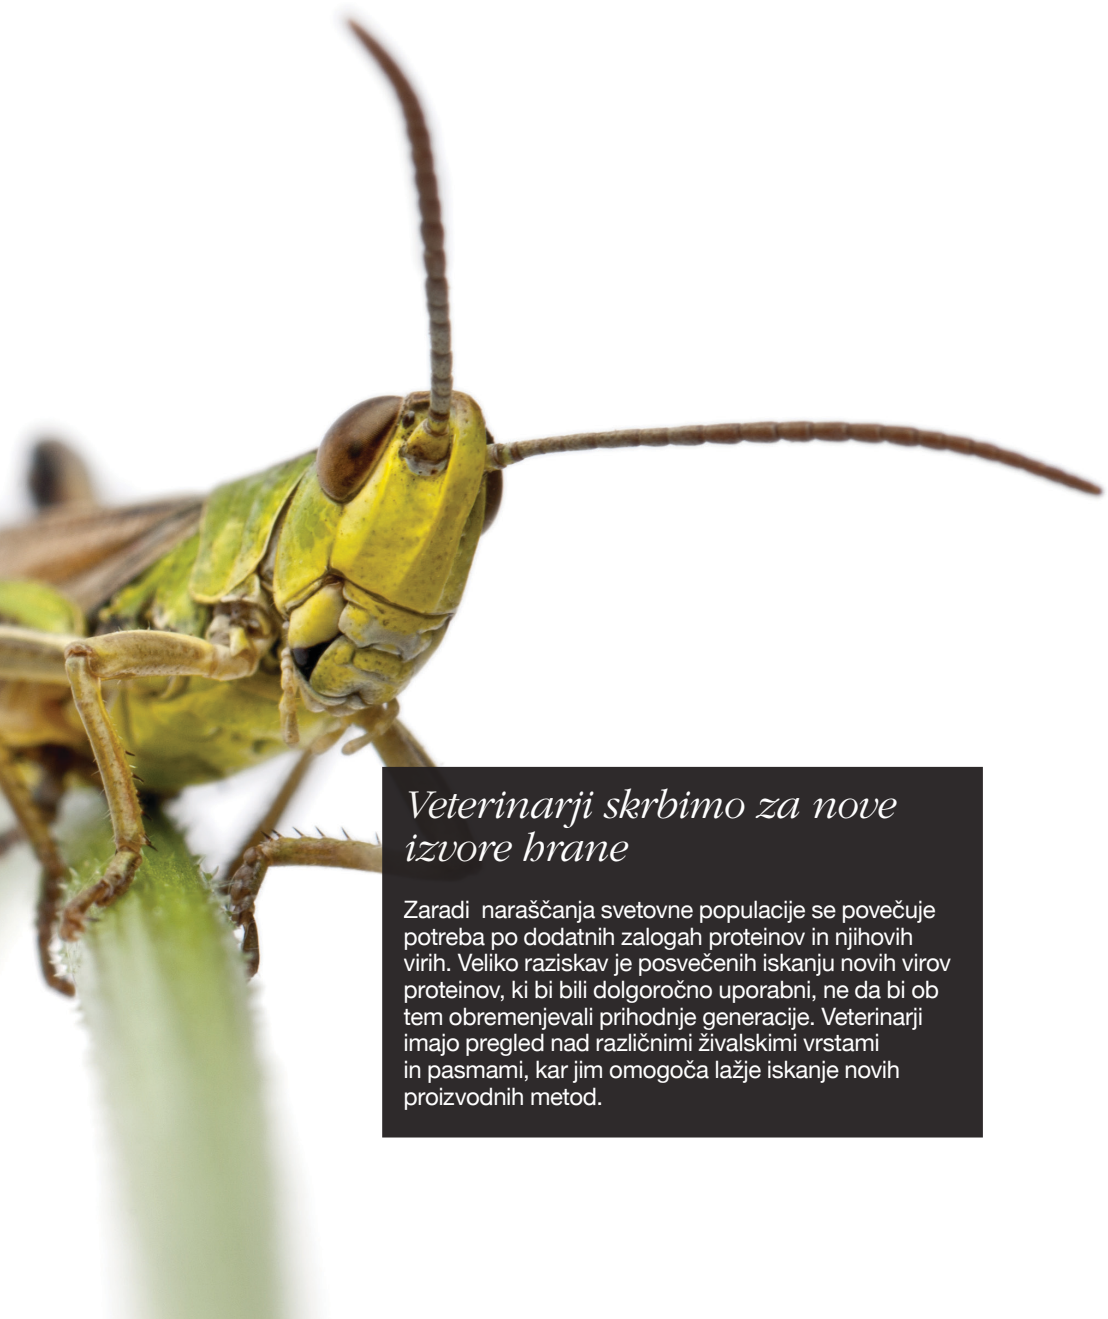 Veterinarji skrbimo za nove
izvore hrane
Zaradi  naraščanja svetovne populacije se povečuje
potreba po dodatnih zalogah proteinov in njihovih
virih. Veliko raziskav je posvečenih iskanju novih virov
proteinov, ki bi bili dolgoročno uporabni, ne da bi ob
tem obremenjevali prihodnje generacije. Veterinarji
imajo pregled nad različnimi živalskimi vrstami
in pasmami, kar jim omogoča lažje iskanje novih
proizvodnih metod.